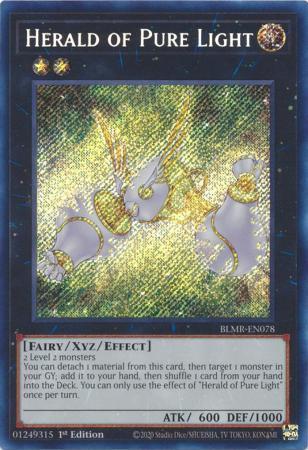 HERALD OF PURE LIGHT
BLMR-EN078
[FAIRY/XYZ/EFFECT]
2 Level 2 monsters
You can detach 1 material from this card, then target 1 monster in
your GY; add it to your hand, then shuffle 1 card from your hand
into the Deck. You can only use the effect of "Herald of Pure Light"
once per turn.
ATK/ 600 DEF/ 1000
01249315 1st Edition ©2020 Studio Dice/SHUEISHA, TV TOKYO, KONAMI